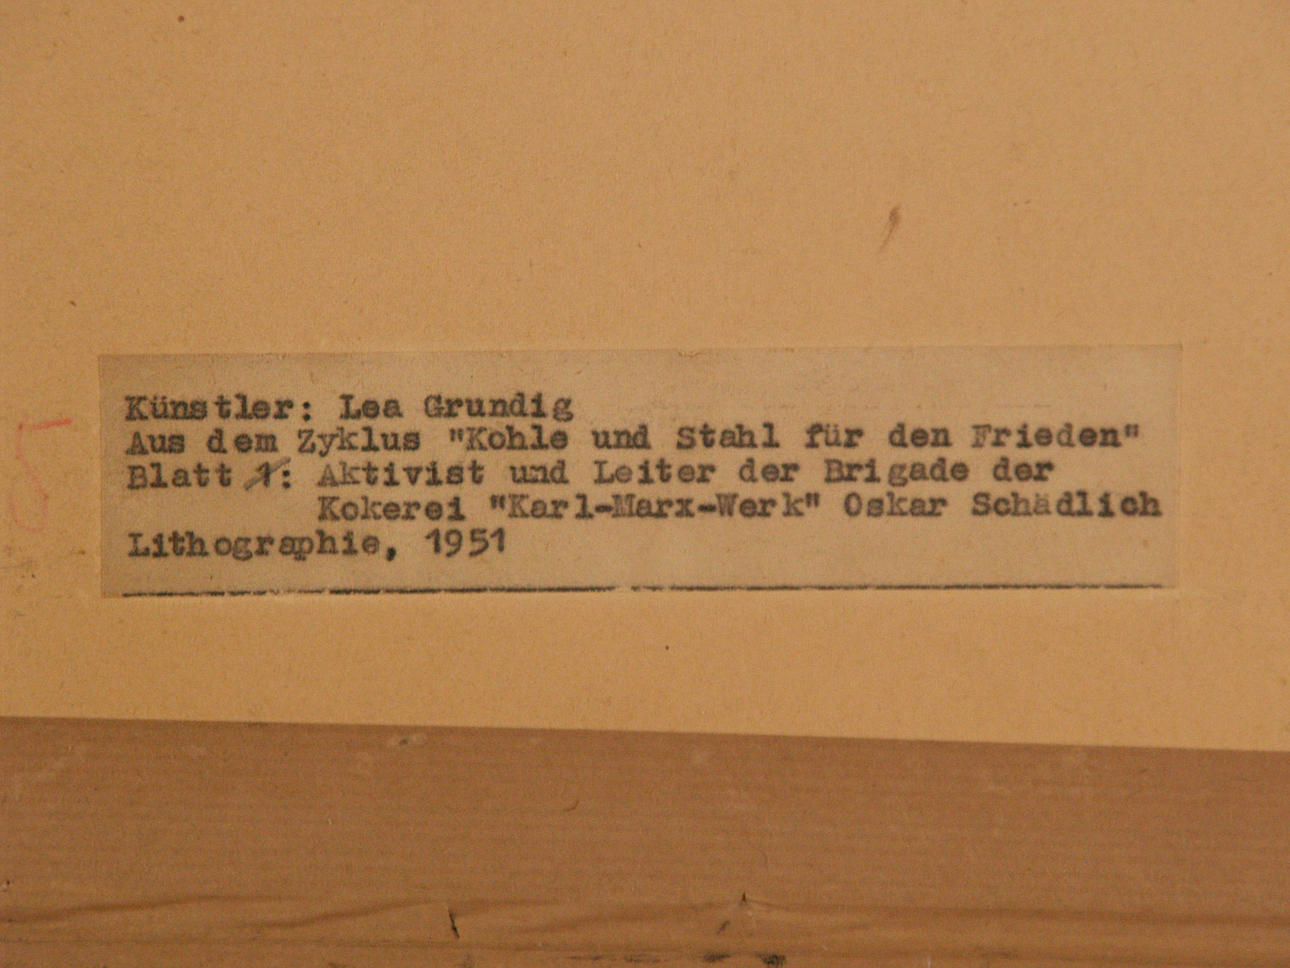 Künstler: Lea Grundig
Aus dem Zyklus "Kohle und Stahl für den Frieden"
Blatt 1: Aktivist und Leiter der Brigade der
Kokerei "Karl-Marx-Werk" Oskar Schädlich
Lithographie, 1951
5